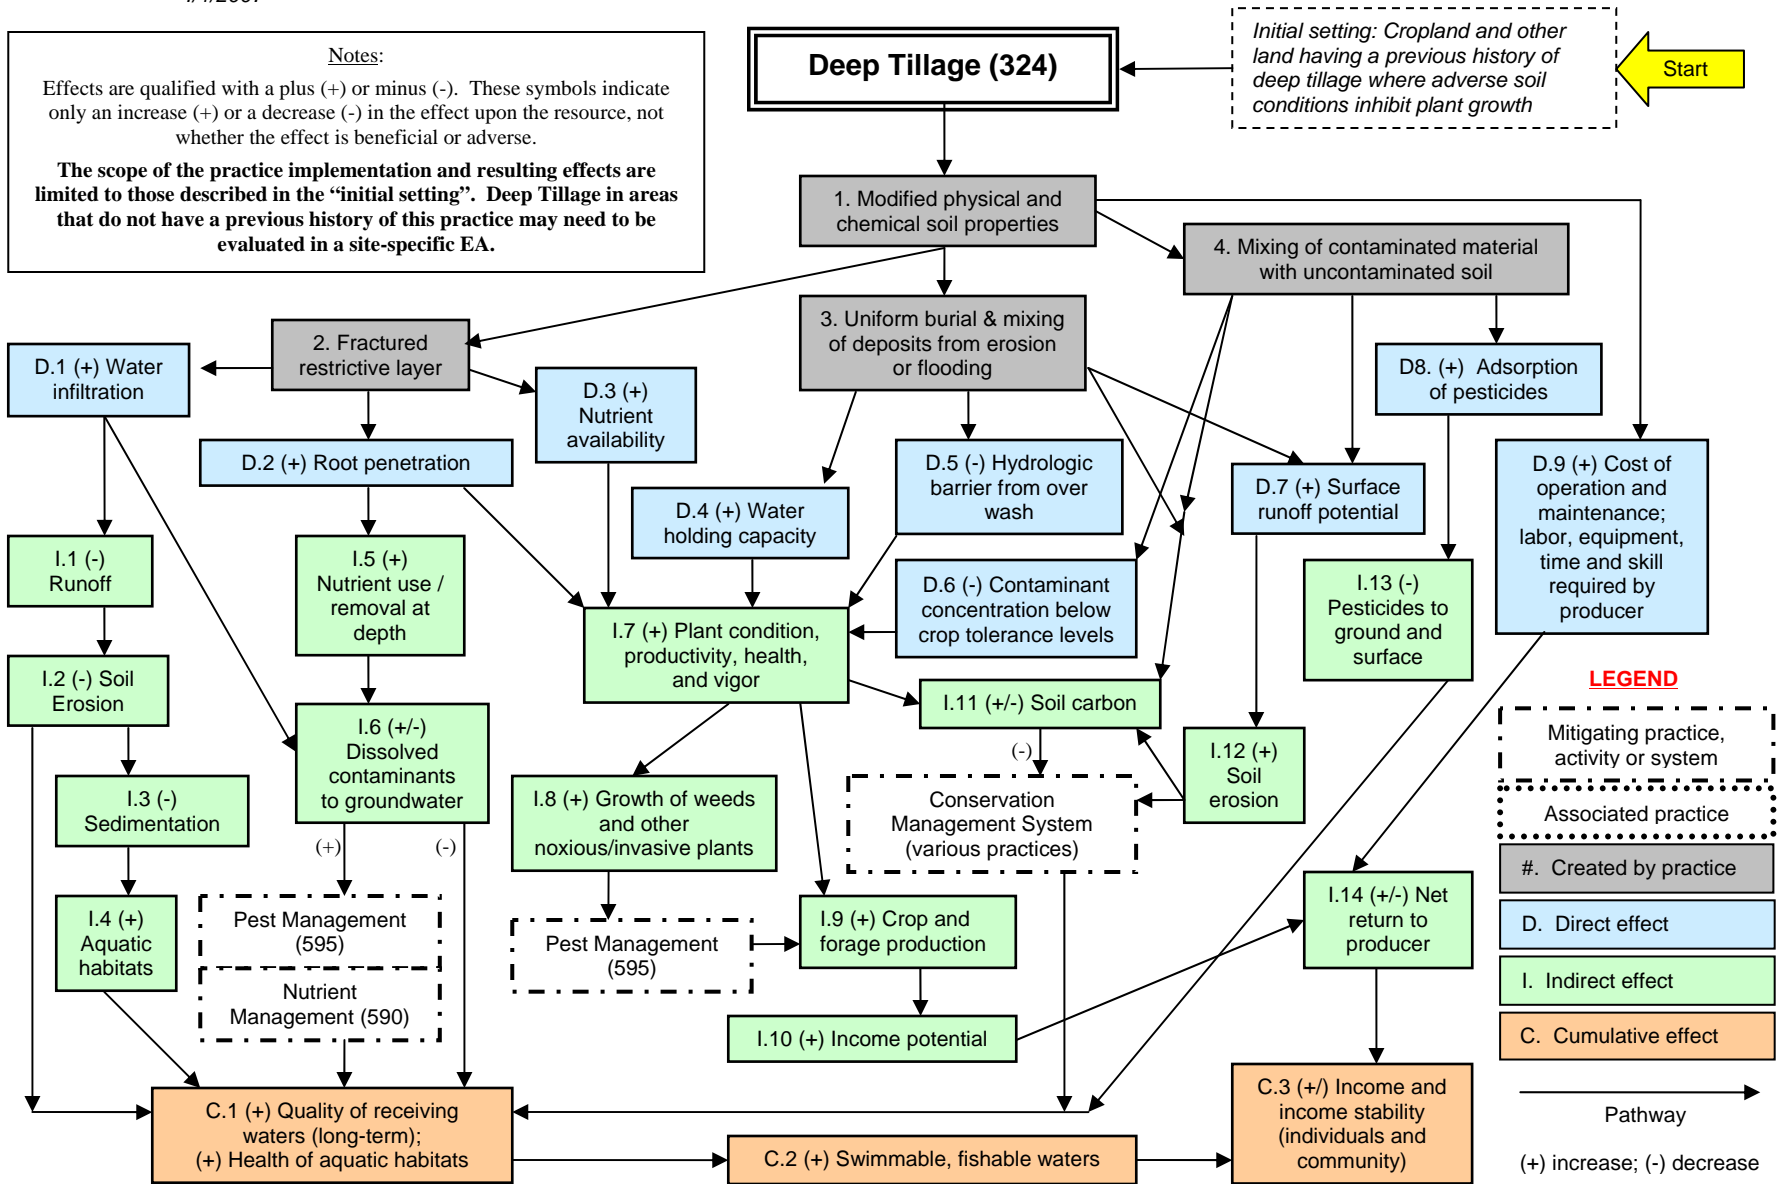 Notes:
Effects are qualified with a plus (+) or minus (-).  These symbols indicate
only an increase (+) or a decrease (-) in the effect upon the resource, not
whether the effect is beneficial or adverse.
The scope of the practice implementation and resulting effects are
limited to those described in the “initial setting”.  Deep Tillage in areas
that do not have a previous history of this practice may need to be
evaluated in a site-specific EA.
Deep Tillage (324)
Initial setting: Cropland and other
land having a previous history of
deep tillage where adverse soil
conditions inhibit plant growth
Start
1. Modified physical and
chemical soil properties
4. Mixing of contaminated material
with uncontaminated soil
2. Fractured
restrictive layer
3. Uniform burial & mixing
of deposits from erosion
or flooding
D.1 (+) Water
infiltration
D.3 (+)
Nutrient
availability
D8. (+)  Adsorption
of pesticides
D.2 (+) Root penetration
D.5 (-) Hydrologic
barrier from over
wash
D.4 (+) Water
holding capacity
D.7 (+) Surface
runoff potential
D.9 (+) Cost of
operation and
maintenance;
labor, equipment,
time and skill
required by
producer
I.1 (-)
Runoff
I.5 (+)
Nutrient use /
removal at
depth
D.6 (-) Contaminant
concentration below
crop tolerance levels
I.13 (-)
Pesticides to
ground and
surface
I.7 (+) Plant condition,
productivity, health,
and vigor
I.2 (-) Soil
Erosion
I.11 (+/-) Soil carbon
(-)
I.6 (+/-)
Dissolved
contaminants
to groundwater
(+)
(-)
I.12 (+)
Soil
erosion
I.3 (-)
Sedimentation
I.8 (+) Growth of weeds
and other
noxious/invasive plants
Conservation
Management System
(various practices)
I.4 (+)
Aquatic
habitats
Pest Management
(595)
Nutrient
Management (590)
Pest Management
(595)
I.9 (+) Crop and
forage production
I.14 (+/-) Net
return to
producer
I.10 (+) Income potential
C.1 (+) Quality of receiving
waters (long-term);
(+) Health of aquatic habitats
C.2 (+) Swimmable, fishable waters
C.3 (+/) Income and
income stability
(individuals and
community)
LEGEND
Mitigating practice,
activity or system
Associated practice
#.  Created by practice
D.  Direct effect
I.  Indirect effect
C.  Cumulative effect
Pathway
(+) increase; (-) decrease